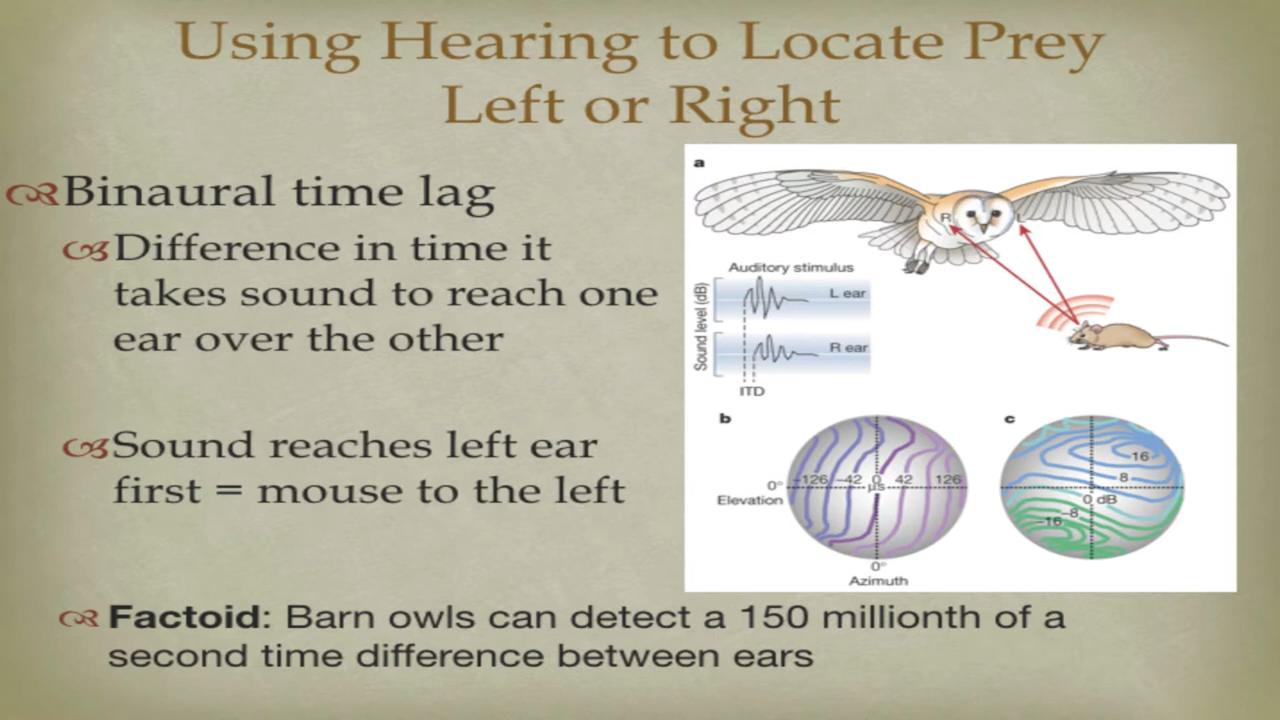 Using Hearing to Locate Prey
Left or Right
Binaural time lag
Difference in time it
takes sound to reach one
ear over the other
Sound reaches left ear
first = mouse to the left
Factoid: Barn owls can detect a 150 millionth of a
second time difference between ears
a
R
L
Auditory stimulus
Sound level (dB)
L ear
R ear
ITD
b
0°
Elevation
–126 –42 0 42 126
µs
0°
Azimuth
c
16
8
0 dB
–8
–16